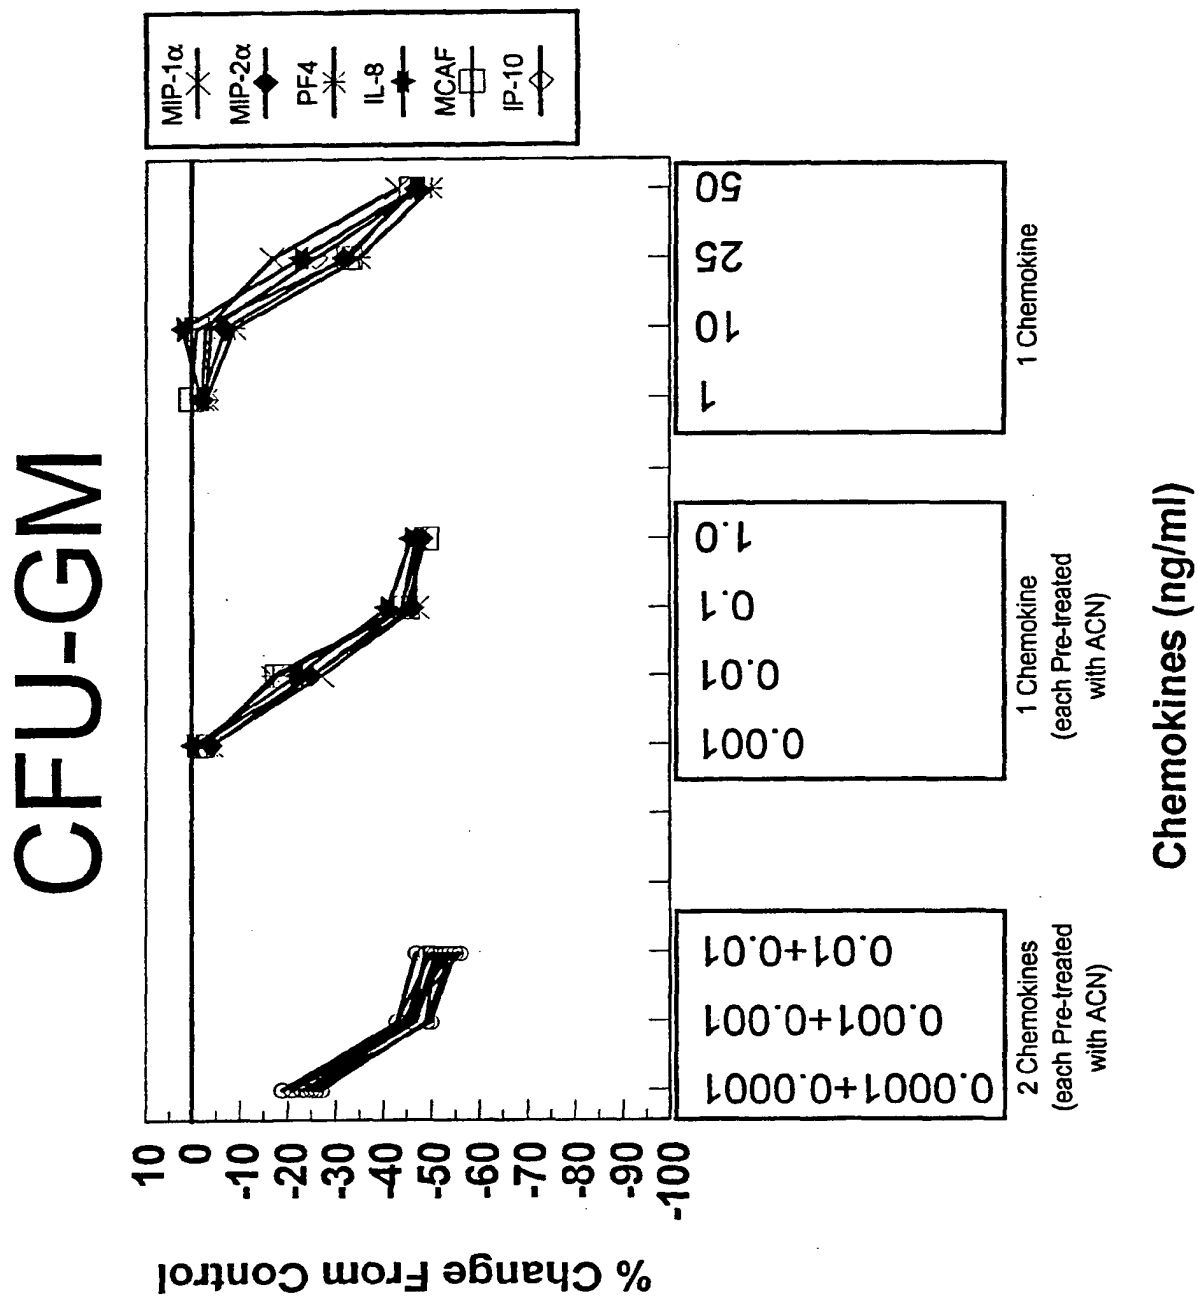 CFU-GM
MIP-1α
MIP-2α
PF4
IL-8
MCAF
IP-10
% Change From Control
10
0
-10
-20
-30
-40
-50
-60
-70
-80
-90
-100
0.0001+0.0001
0.001+0.001
0.01+0.01
2 Chemokines
(each Pre-treated
with ACN)
0.001
0.01
0.1
1.0
1 Chemokine
(each Pre-treated
with ACN)
1
10
25
50
1 Chemokine
Chemokines (ng/ml)